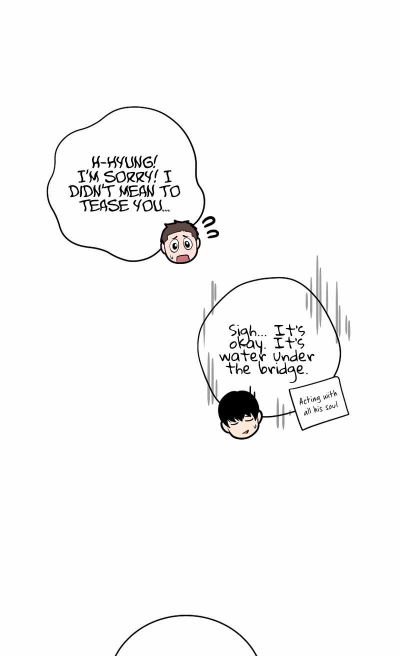 H-HYUNG!
I'M SORRY! I
DIDN'T MEAN TO
TEASE YOU...
Sigh... It's
okay. It's
water under
the bridge.
Acting with
all his soul